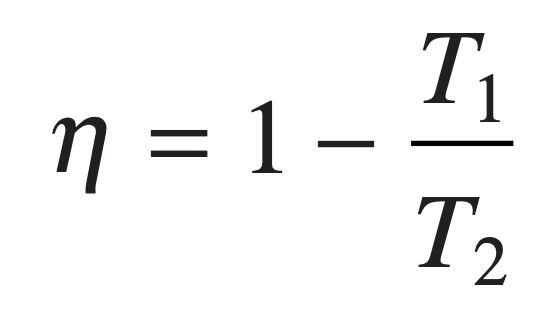 η = 1 − T₁/T₂